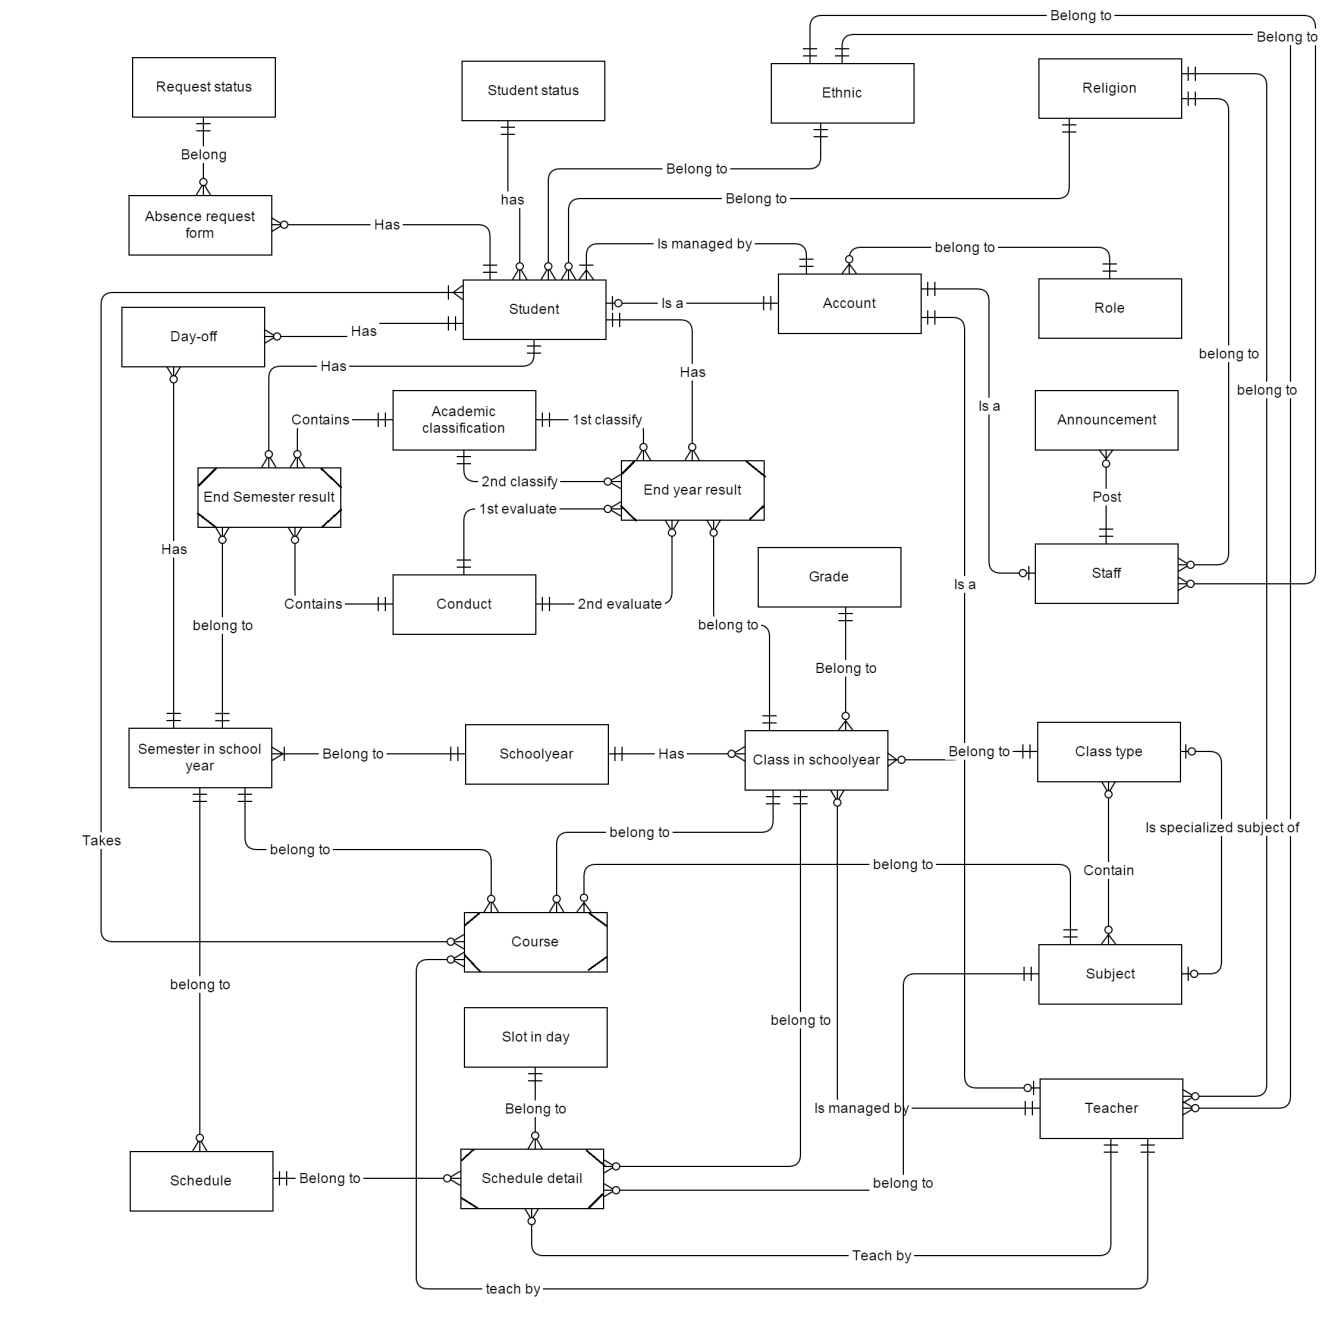 Belong to
Belong to
Request status
Student status
Ethnic
Religion
Belong
Belong to
has
Belong to
Absence request
form
Has
Is managed by
belong to
Student
Is a
Account
Role
Day-off
Has
Has
Has
belong to
belong to
Is a
Contains
Academic
classification
1st classify
Announcement
2nd classify
End Semester result
End year result
Post
1st evaluate
Has
Grade
Staff
Is a
Contains
Conduct
2nd evaluate
belong to
belong to
Belong to
Semester in school
year
Belong to
Schoolyear
Has
Class in schoolyear
Belong to
Class type
Takes
belong to
belong to
Is specialized subject of
belong to
Contain
Course
Subject
belong to
belong to
Slot in day
Belong to
Is managed by
Teacher
Schedule
Belong to
Schedule detail
belong to
Teach by
teach by